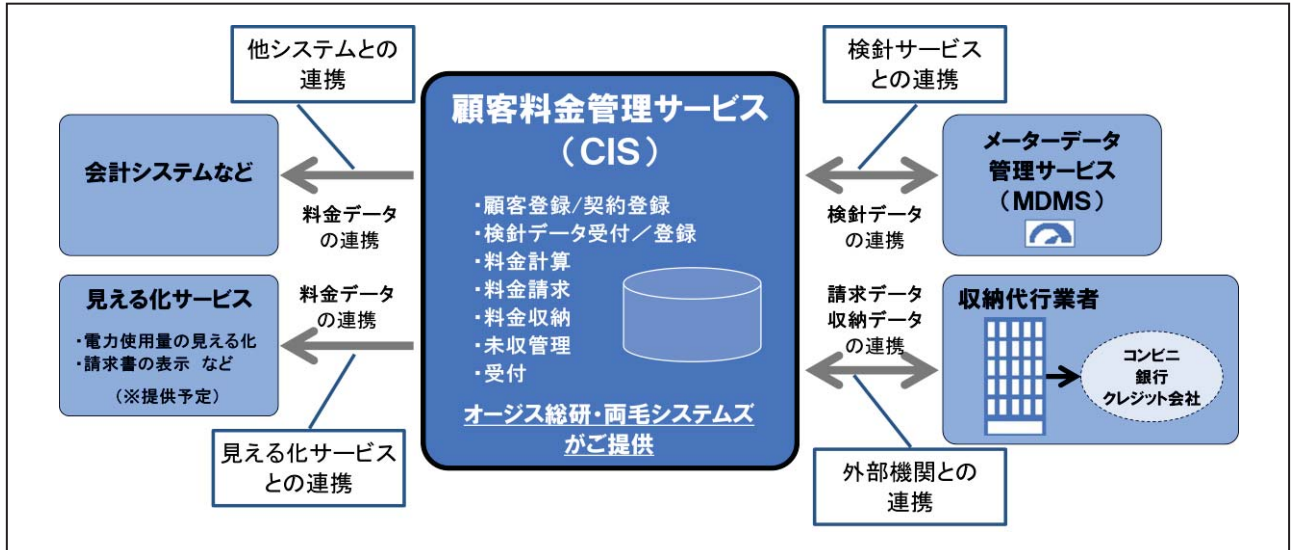 他システムとの
連携
検針サービス
との連携
顧客料金管理サービス
（CIS）
・顧客登録/契約登録
・検針データ受付／登録
・料金計算
・料金請求
・料金収納
・未収管理
・受付
オージス総研・両毛システムズ
がご提供
会計システムなど
料金データ
の連携
見える化サービス
・電力使用量の見える化
・請求書の表示 など
（※提供予定）
料金データ
の連携
見える化サービス
との連携
メーターデータ
管理サービス
（MDMS）
検針データ
の連携
請求データ
収納データ
の連携
収納代行業者
コンビニ
銀行
クレジット会社
外部機関との
連携